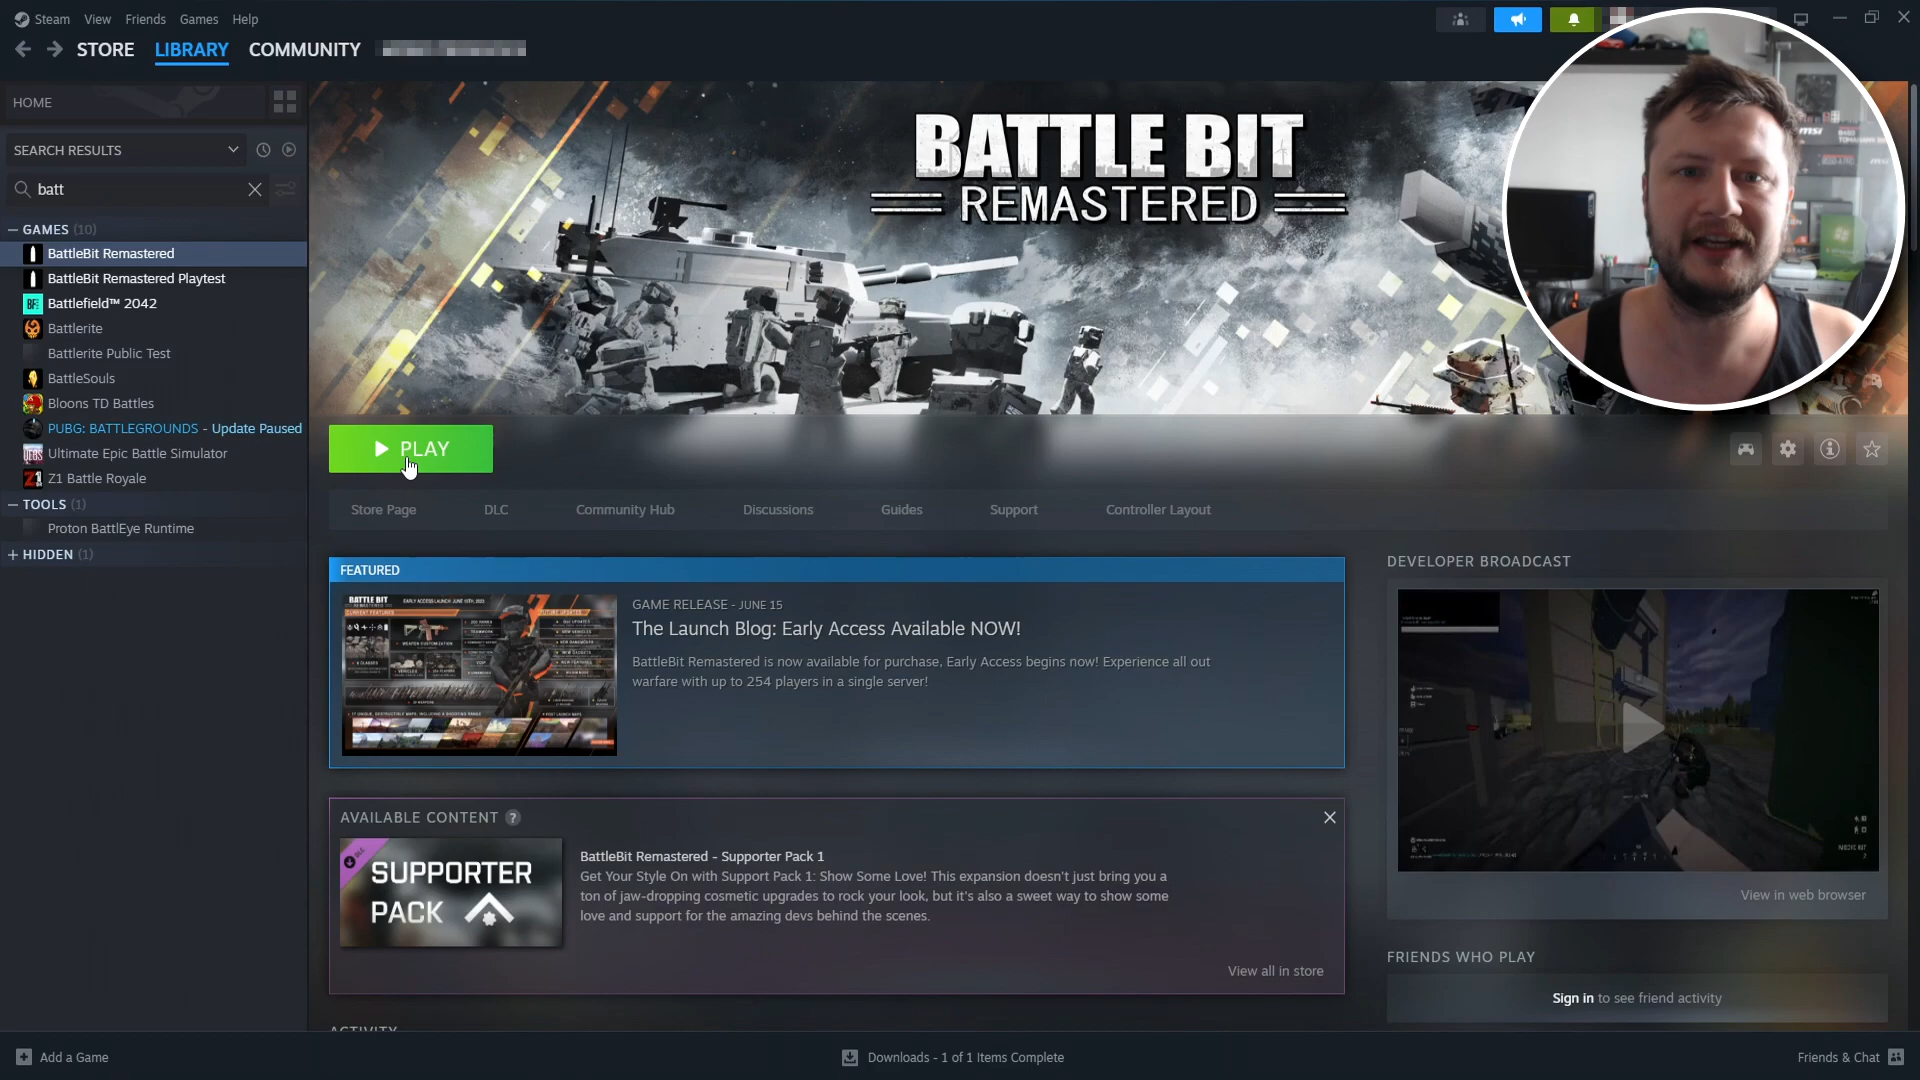 Steam View Friends Games Help
STORE LIBRARY COMMUNITY
HOME
SEARCH RESULTS
batt
GAMES (10)
BattleBit Remastered
BattleBit Remastered Playtest
Battlefield™ 2042
Battlerite
Battlerite Public Test
BattleSouls
Bloons TD Battles
PUBG: BATTLEGROUNDS - Update Paused
Ultimate Epic Battle Simulator
Z1 Battle Royale
TOOLS (1)
Proton BattlEye Runtime
HIDDEN (1)
BATTLE BIT
REMASTERED
msi
PLAY
Store Page DLC Community Hub Discussions Guides Support Controller Layout
FEATURED
BATTLE BIT
REMASTERED
GAME RELEASE - JUNE 15
The Launch Blog: Early Access Available NOW!
BattleBit Remastered is now available for purchase, Early Access begins now! Experience all out
warfare with up to 254 players in a single server!
AVAILABLE CONTENT ?
DLC
SUPPORTER
PACK
BattleBit Remastered - Supporter Pack 1
Get Your Style On with Support Pack 1: Show Some Love! This expansion doesn't just bring you a
ton of jaw-dropping cosmetic upgrades to rock your look, but it's also a sweet way to show some
love and support for the amazing devs behind the scenes.
View all in store
ACTIVITY
DEVELOPER BROADCAST
View in web browser
FRIENDS WHO PLAY
Sign in to see friend activity
Add a Game
Downloads - 1 of 1 Items Complete
Friends & Chat